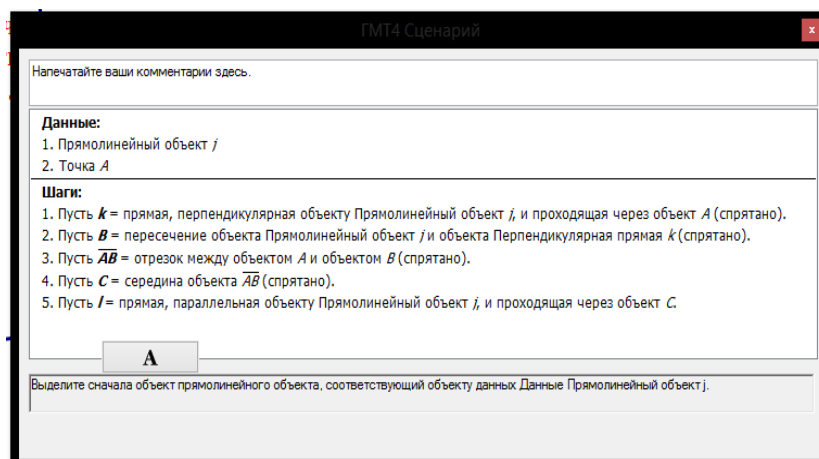 ГМТ4 Сценарий
x
Напечатайте ваши комментарии здесь.
Данные:
1. Прямолинейный объект j
2. Точка A
Шаги:
1. Пусть k = прямая, перпендикулярная объекту Прямолинейный объект j, и проходящая через объект A (спрятано).
2. Пусть B = пересечение объекта Прямолинейный объект j и объекта Перпендикулярная прямая k (спрятано).
3. Пусть A̅B̅ = отрезок между объектом A и объектом B (спрятано).
4. Пусть C = середина объекта A̅B̅ (спрятано).
5. Пусть l = прямая, параллельная объекту Прямолинейный объект j, и проходящая через объект C.
A
Выделите сначала объект прямолинейного объекта, соответствующий объекту данных Данные Прямолинейный объект j.